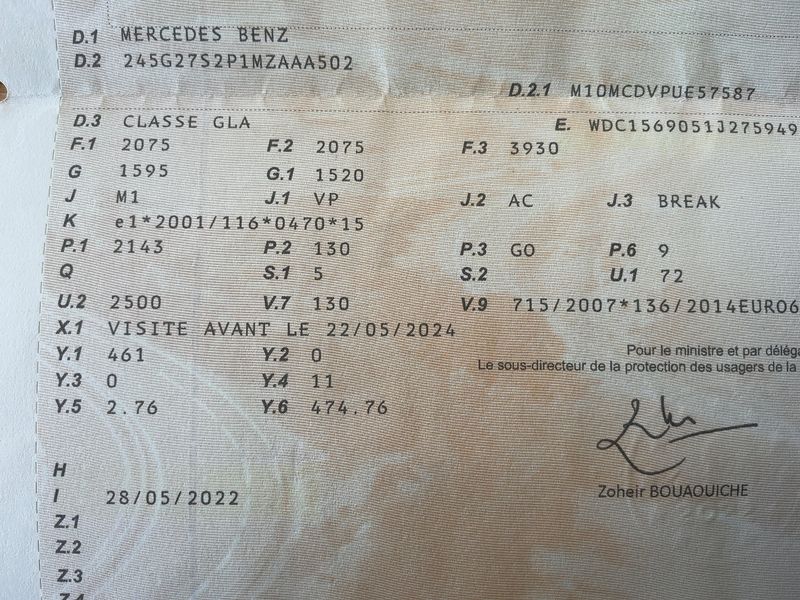 D.1 MERCEDES BENZ
D.2 245G27S2P1MZAAA502
D.2.1 M10MCDVPUE57587
D.3 CLASSE GLA
E. WDC1569051J275949
F.1 2075 F.2 2075 F.3 3930
G 1595 G.1 1520
J M1 J.1 VP J.2 AC J.3 BREAK
K e1*2001/116*0470*15
P.1 2143 P.2 130 P.3 GO P.6 9
Q S.1 5 S.2 U.1 72
U.2 2500 V.7 130 V.9 715/2007*136/2014EURO6
X.1 VISITE AVANT LE 22/05/2024
Y.1 461 Y.2 0
Pour le ministre et par déléga
Le sous-directeur de la protection des usagers de la
Y.3 0 Y.4 11
Y.5 2.76 Y.6 474.76
H
I 28/05/2022
Zoheir BOUAOUICHE
Z.1
Z.2
Z.3
Z.4